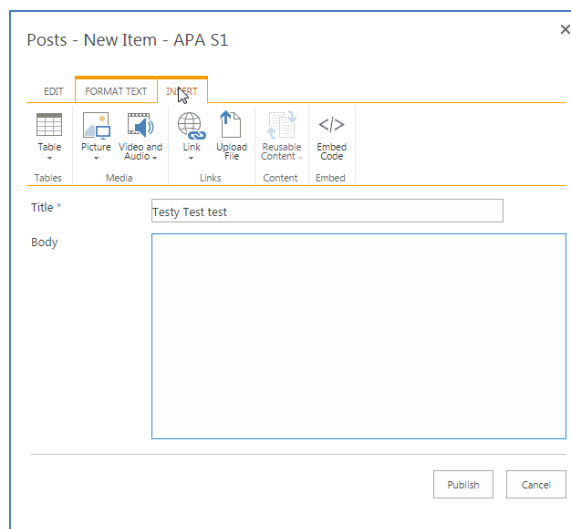 Posts - New Item - APA S1
EDIT FORMAT TEXT INSERT
Table Picture Video and Audio Link Upload File Reusable Content </> Embed Code
Tables Media Links Content Embed
Title * Testy Test test
Body
Publish Cancel